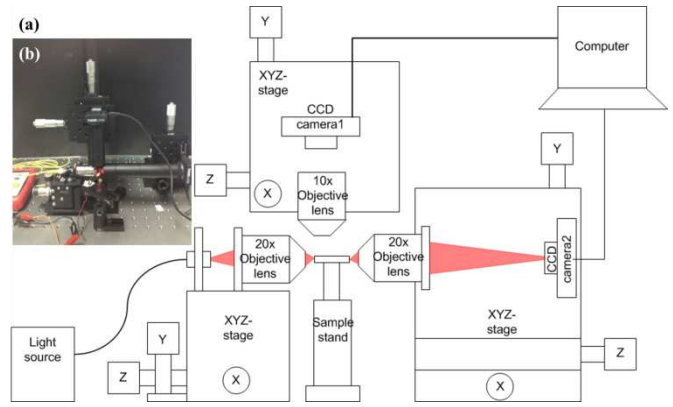 (a)
(b)
Y
XYZ-
stage
CCD
camera1
Computer
Z
X
10x
Objective
lens
Y
20x
Objective
lens
20x
Objective
lens
CCD
camera2
Light
source
Y
Z
XYZ-
stage
X
Sample
stand
XYZ-
stage
Z
X